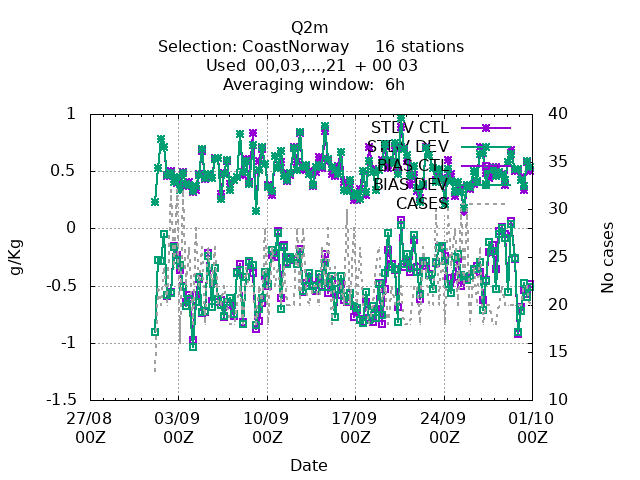 Q2m
Selection: CoastNorway 16 stations
Used 00,03,...,21 + 00 03
Averaging window: 6h
STDV CTL
STDV DEV
BIAS CTL
BIAS DEV
CASES
1
0.5
0
-0.5
-1
-1.5
g/Kg
40
35
30
25
20
15
10
No cases
27/08 03/09 10/09 17/09 24/09 01/10
00Z 00Z 00Z 00Z 00Z 00Z
Date